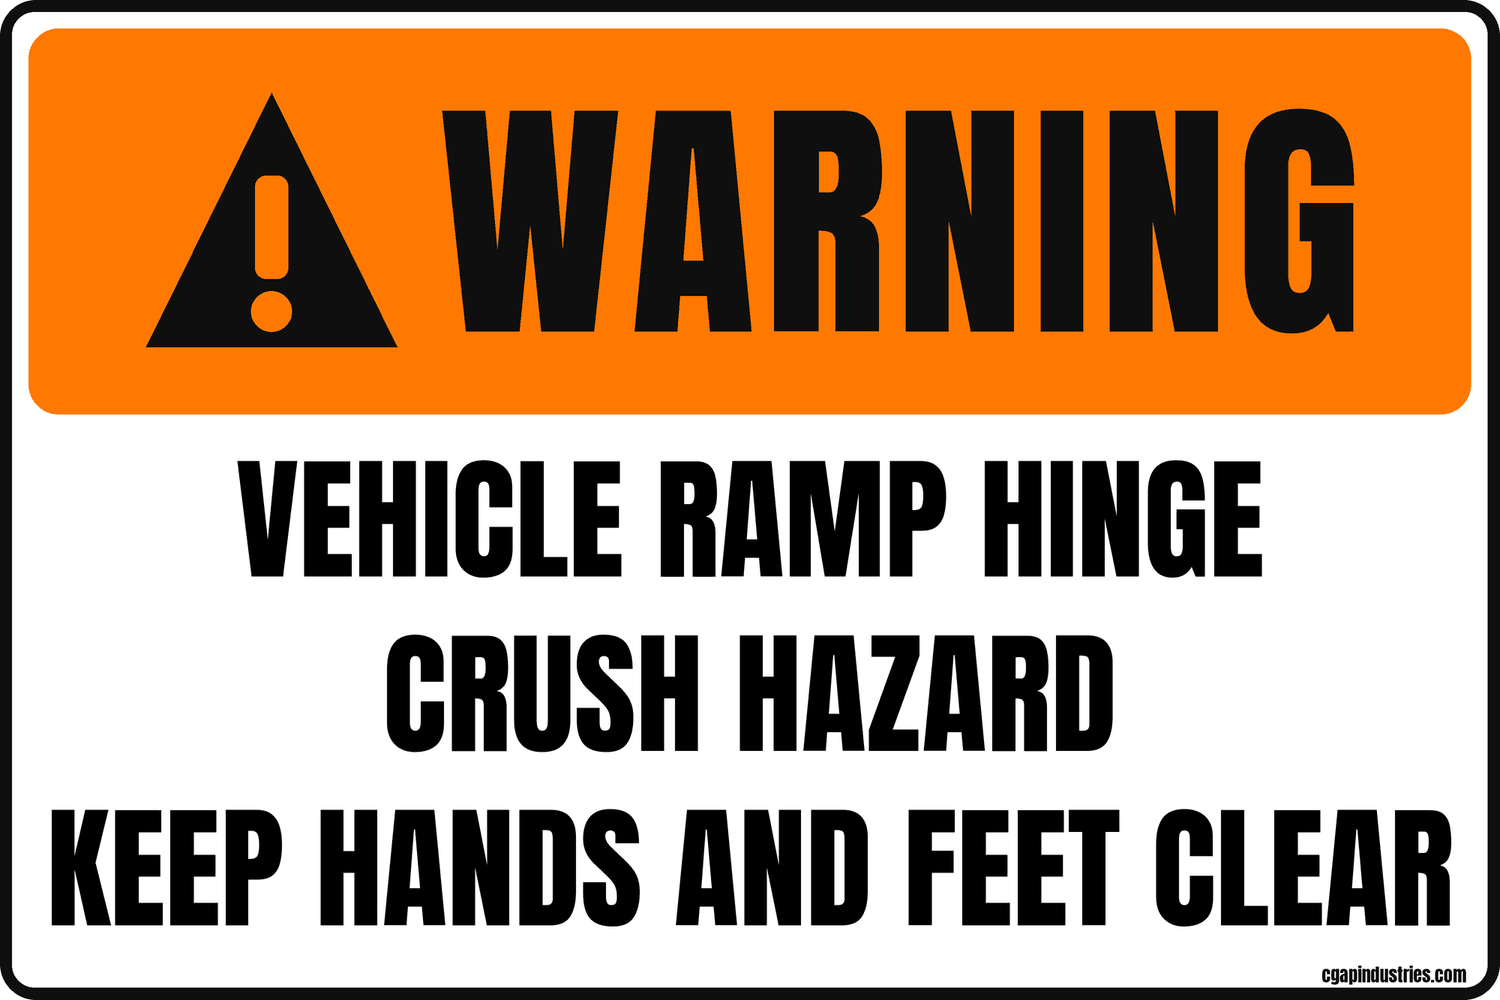 WARNING
VEHICLE RAMP HINGE
CRUSH HAZARD
KEEP HANDS AND FEET CLEAR
cgapindustries.com